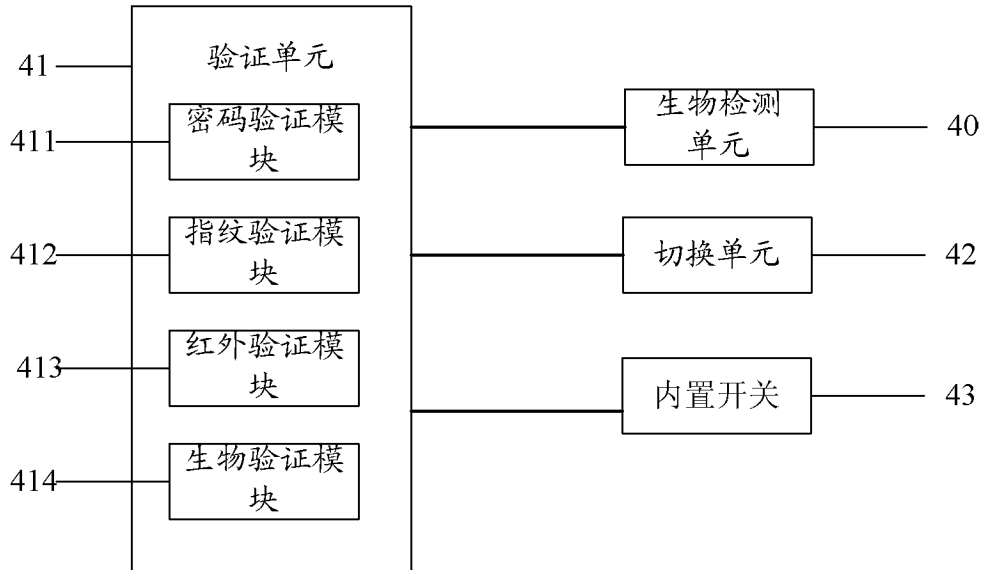 41
验证单元
411
密码验证模
块
412
指纹验证模
块
413
红外验证模
块
414
生物验证模
块
生物检测
单元
40
切换单元
42
内置开关
43